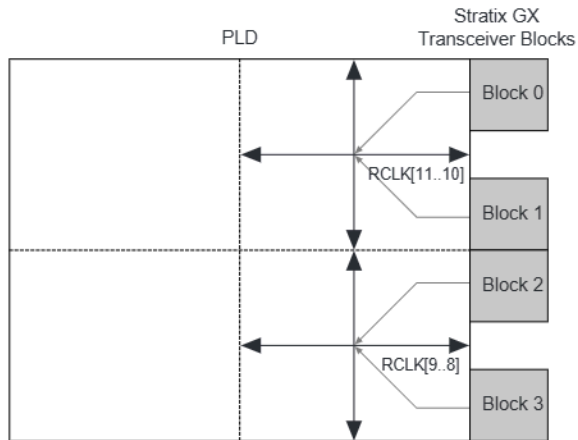 Stratix GX
PLD
Transceiver Blocks
Block 0
RCLK[11..10]
Block 1
Block 2
RCLK[9..8]
Block 3